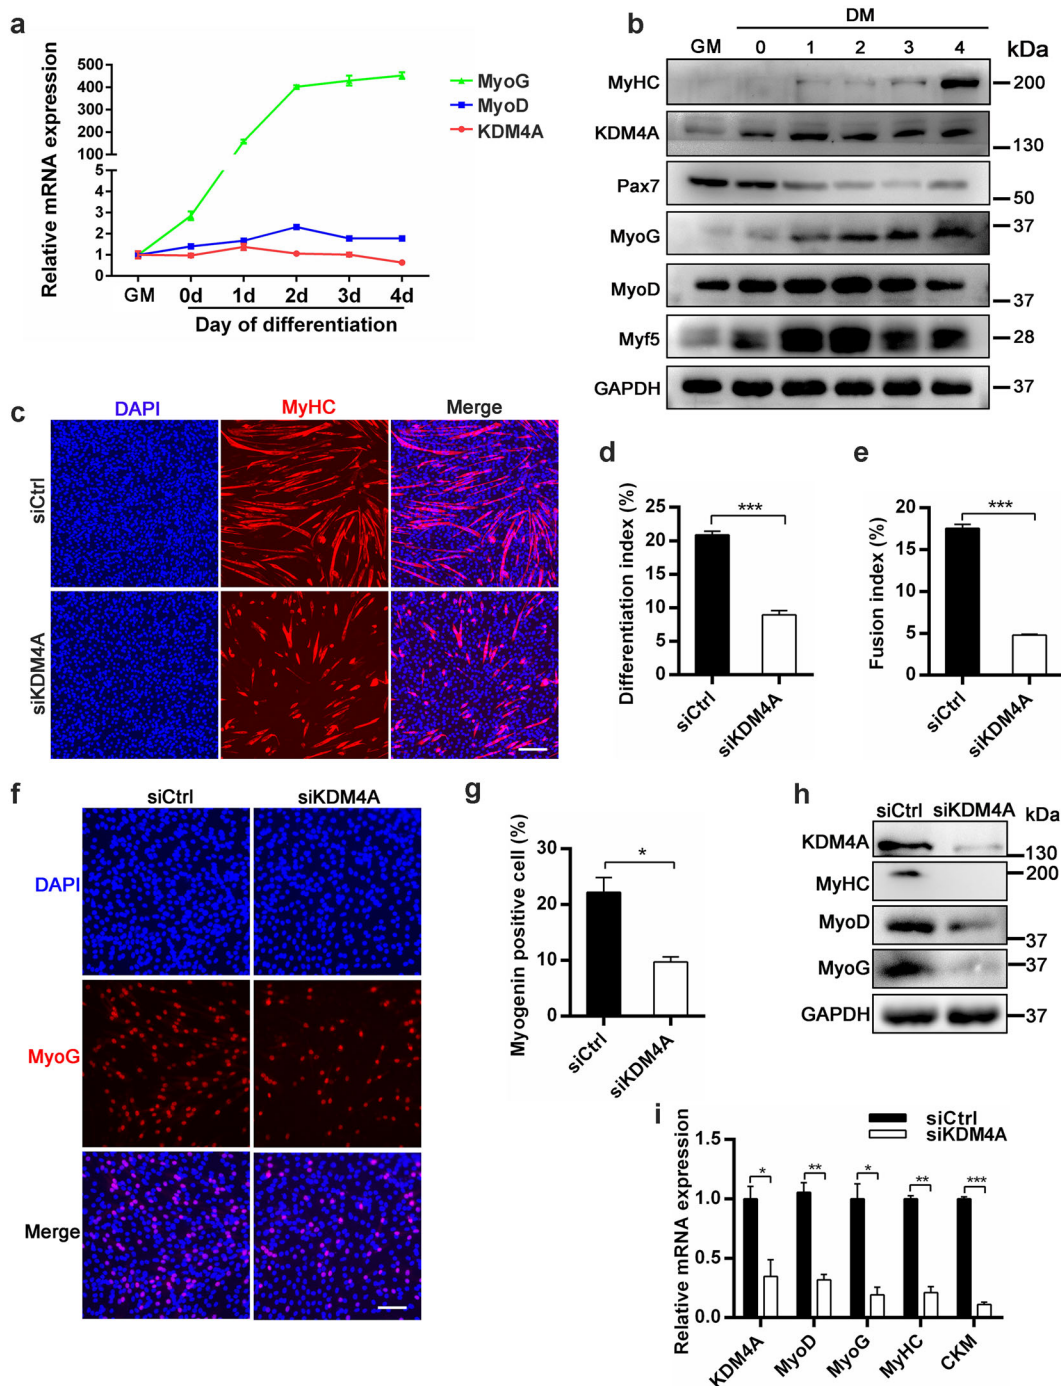 a
Relative mRNA expression
500
400
300
200
100
5
4
3
2
1
0
GM 0d 1d 2d 3d 4d
Day of differentiation
MyoG
MyoD
KDM4A
b
DM
GM 0 1 2 3 4 kDa
MyHC 200
KDM4A 130
Pax7 50
MyoG 37
MyoD 37
Myf5 28
GAPDH 37
c
DAPI MyHC Merge
siCtrl
siKDM4A
d
Differentiation index (%)
25
20
15
10
5
0
***
siCtrl siKDM4A
e
Fusion index (%)
20
15
10
5
0
***
siCtrl siKDM4A
f
siCtrl siKDM4A
DAPI
MyoG
Merge
g
Myogenin positive cell (%)
30
20
10
0
*
siCtrl siKDM4A
h
siCtrl siKDM4A kDa
KDM4A 130
MyHC 200
MyoD 37
MyoG 37
GAPDH 37
i
siCtrl
siKDM4A
Relative mRNA expression
1.5
1.0
0.5
0.0
* ** * ** ***
KDM4A MyoD MyoG MyHC CKM